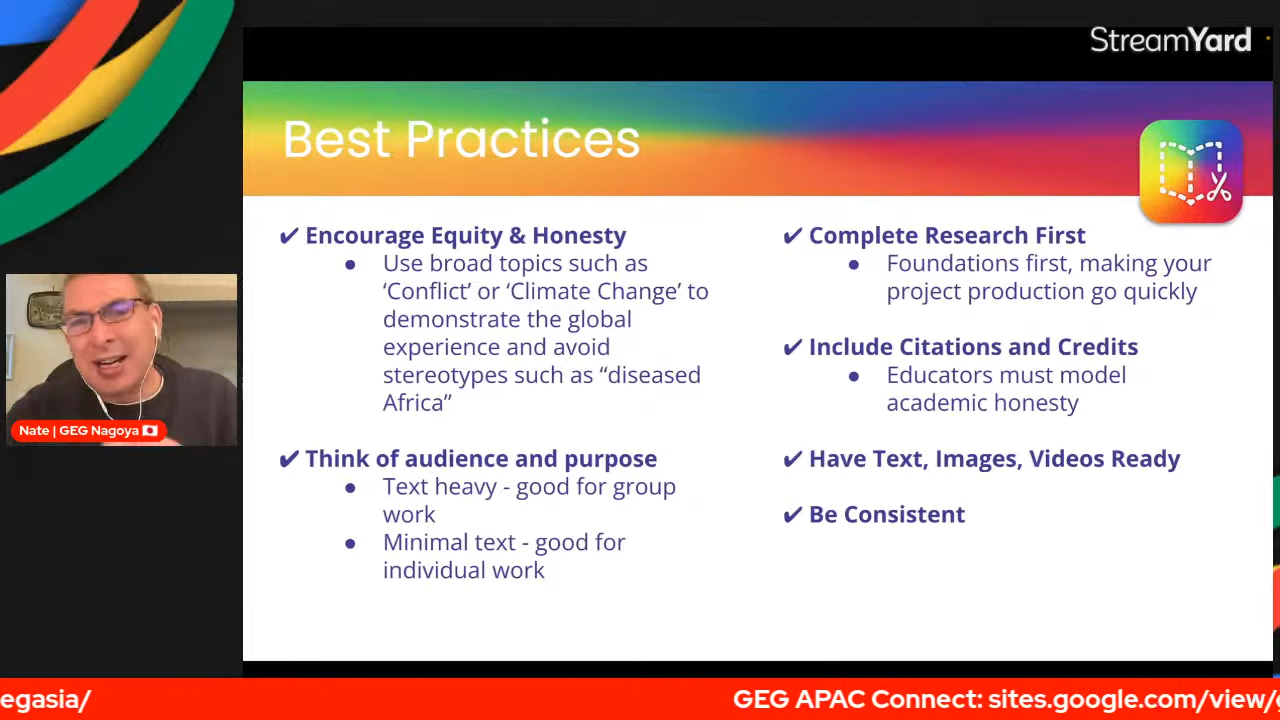 StreamYard
Best Practices
✔ Encourage Equity & Honesty
● Use broad topics such as
‘Conflict’ or ‘Climate Change’ to
demonstrate the global
experience and avoid
stereotypes such as “diseased
Africa”
✔ Think of audience and purpose
● Text heavy - good for group
work
● Minimal text - good for
individual work
✔ Complete Research First
● Foundations first, making your
project production go quickly
✔ Include Citations and Credits
● Educators must model
academic honesty
✔ Have Text, Images, Videos Ready
✔ Be Consistent
Nate | GEG Nagoya 🇯🇵
egasia/
GEG APAC Connect: sites.google.com/view/g